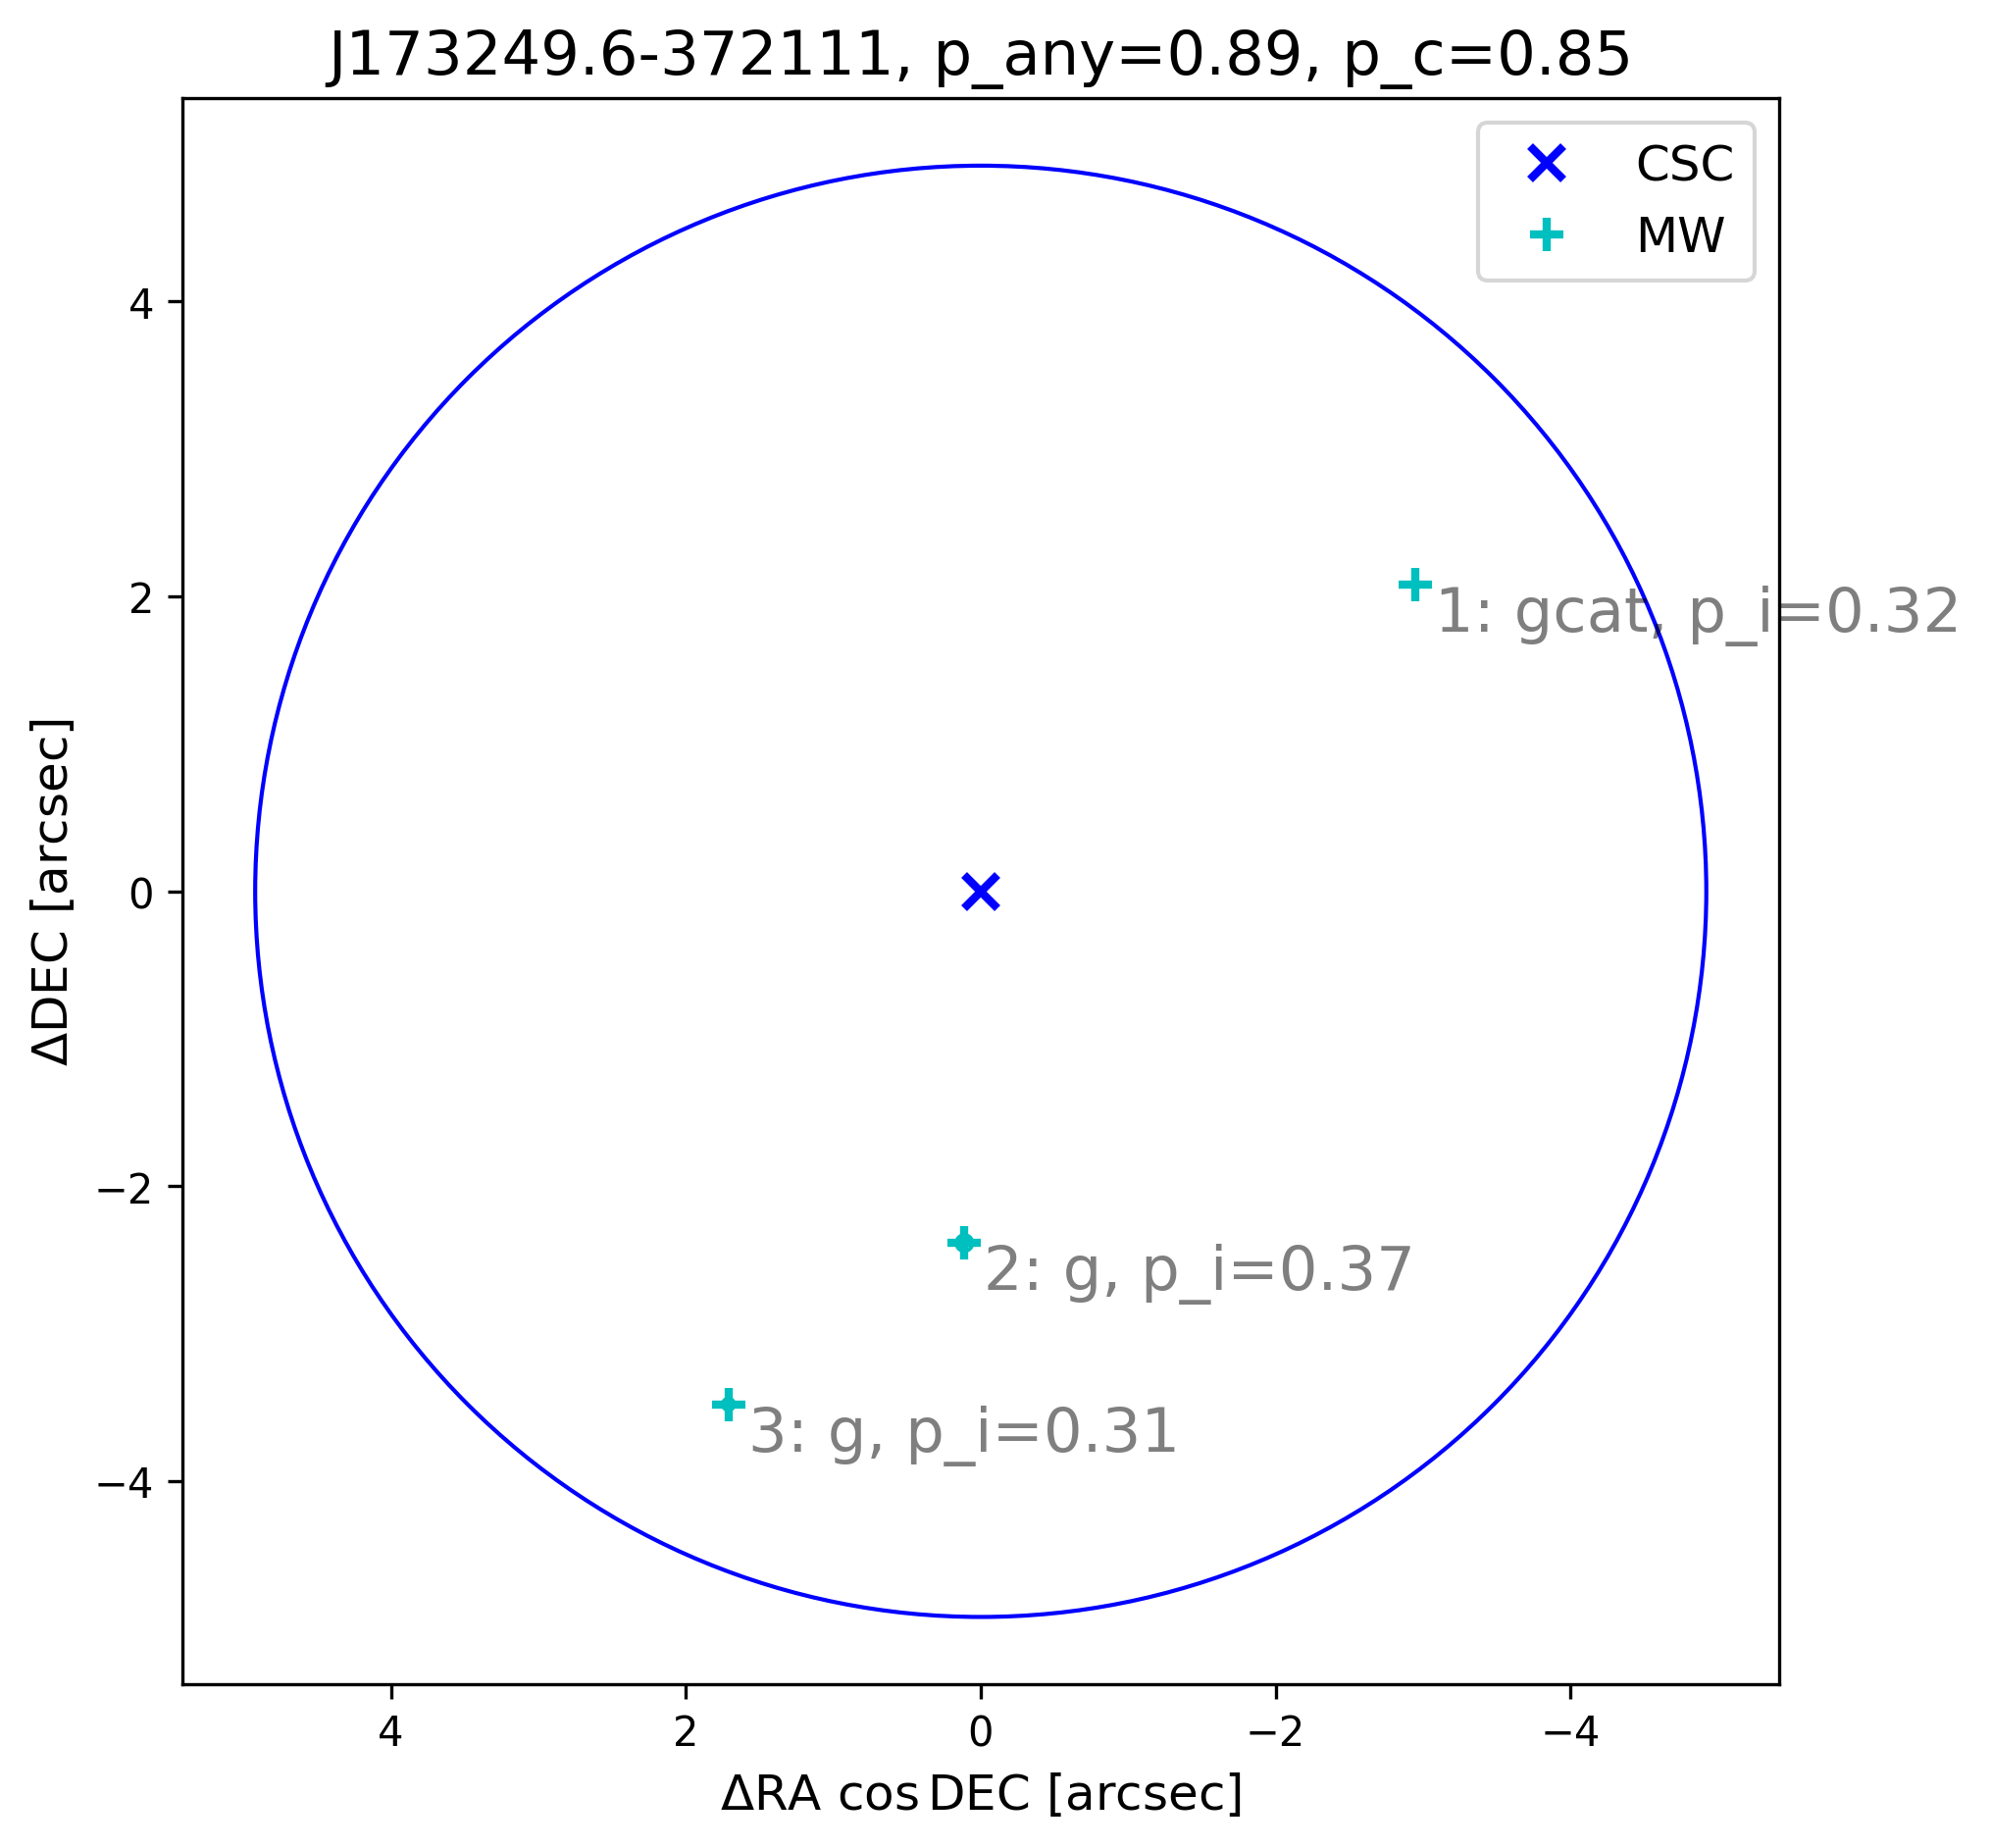 J173249.6-372111, p_any=0.89, p_c=0.85
CSC
MW
4
2
0
−2
−4
ΔDEC [arcsec]
1: gcat, p_i=0.32
2: g, p_i=0.37
3: g, p_i=0.31
4 2 0 −2 −4
ΔRA cos DEC [arcsec]